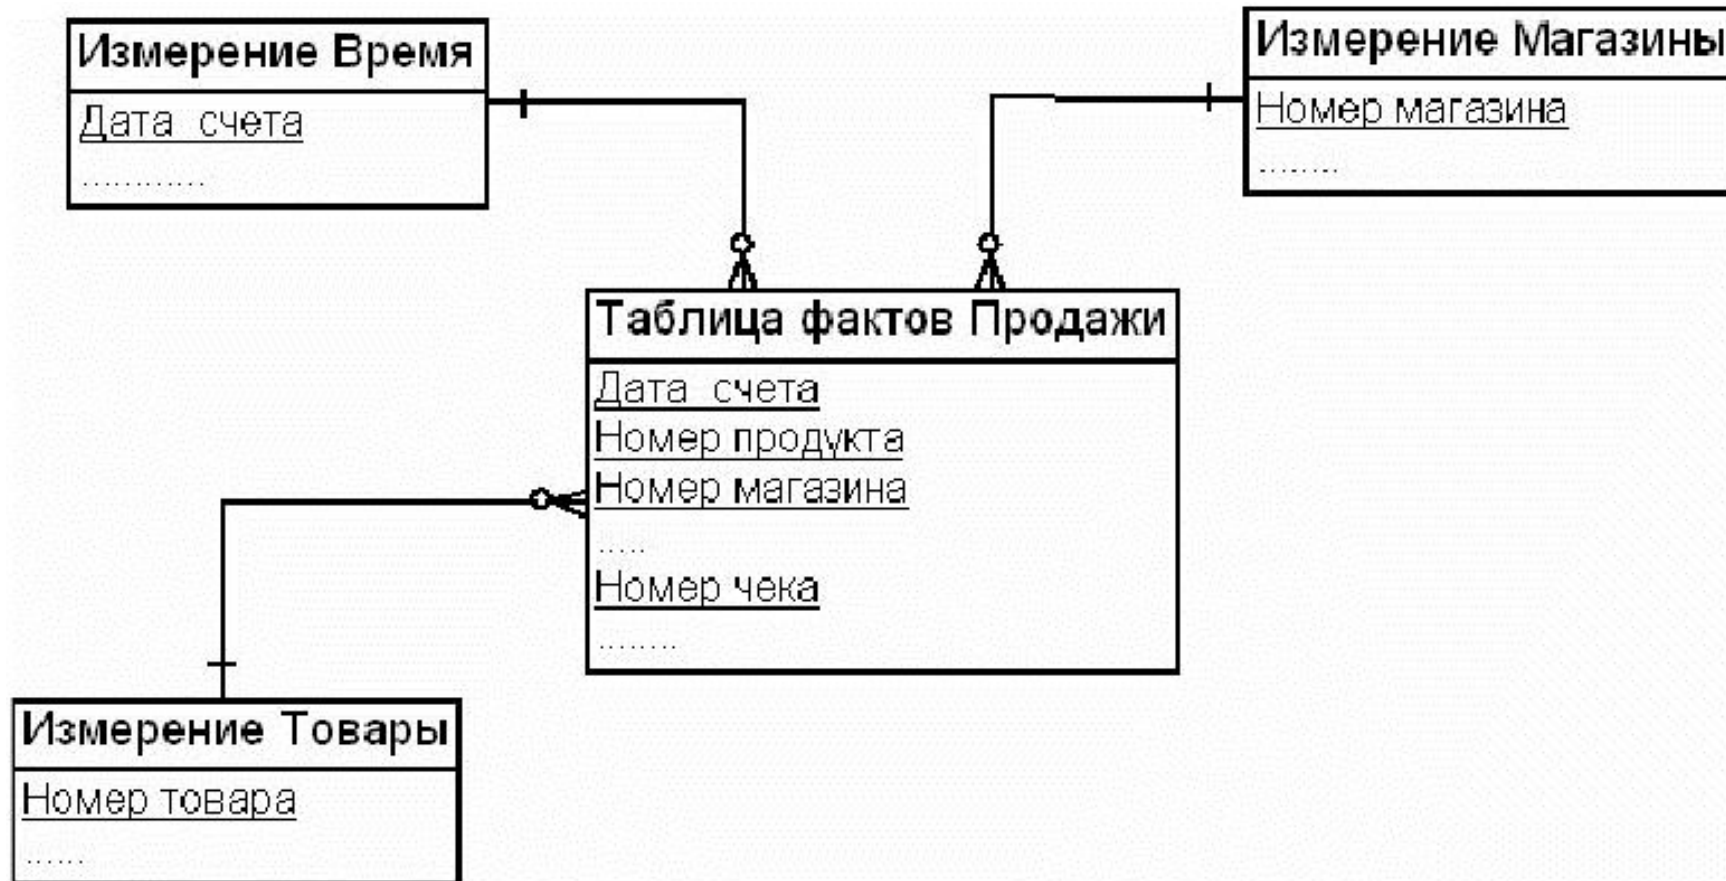 Измерение Время
Дата счета
............
Измерение Магазины
Номер магазина
........
Таблица фактов Продажи
Дата счета
Номер продукта
Номер магазина
.....
Номер чека
........
Измерение Товары
Номер товара
......